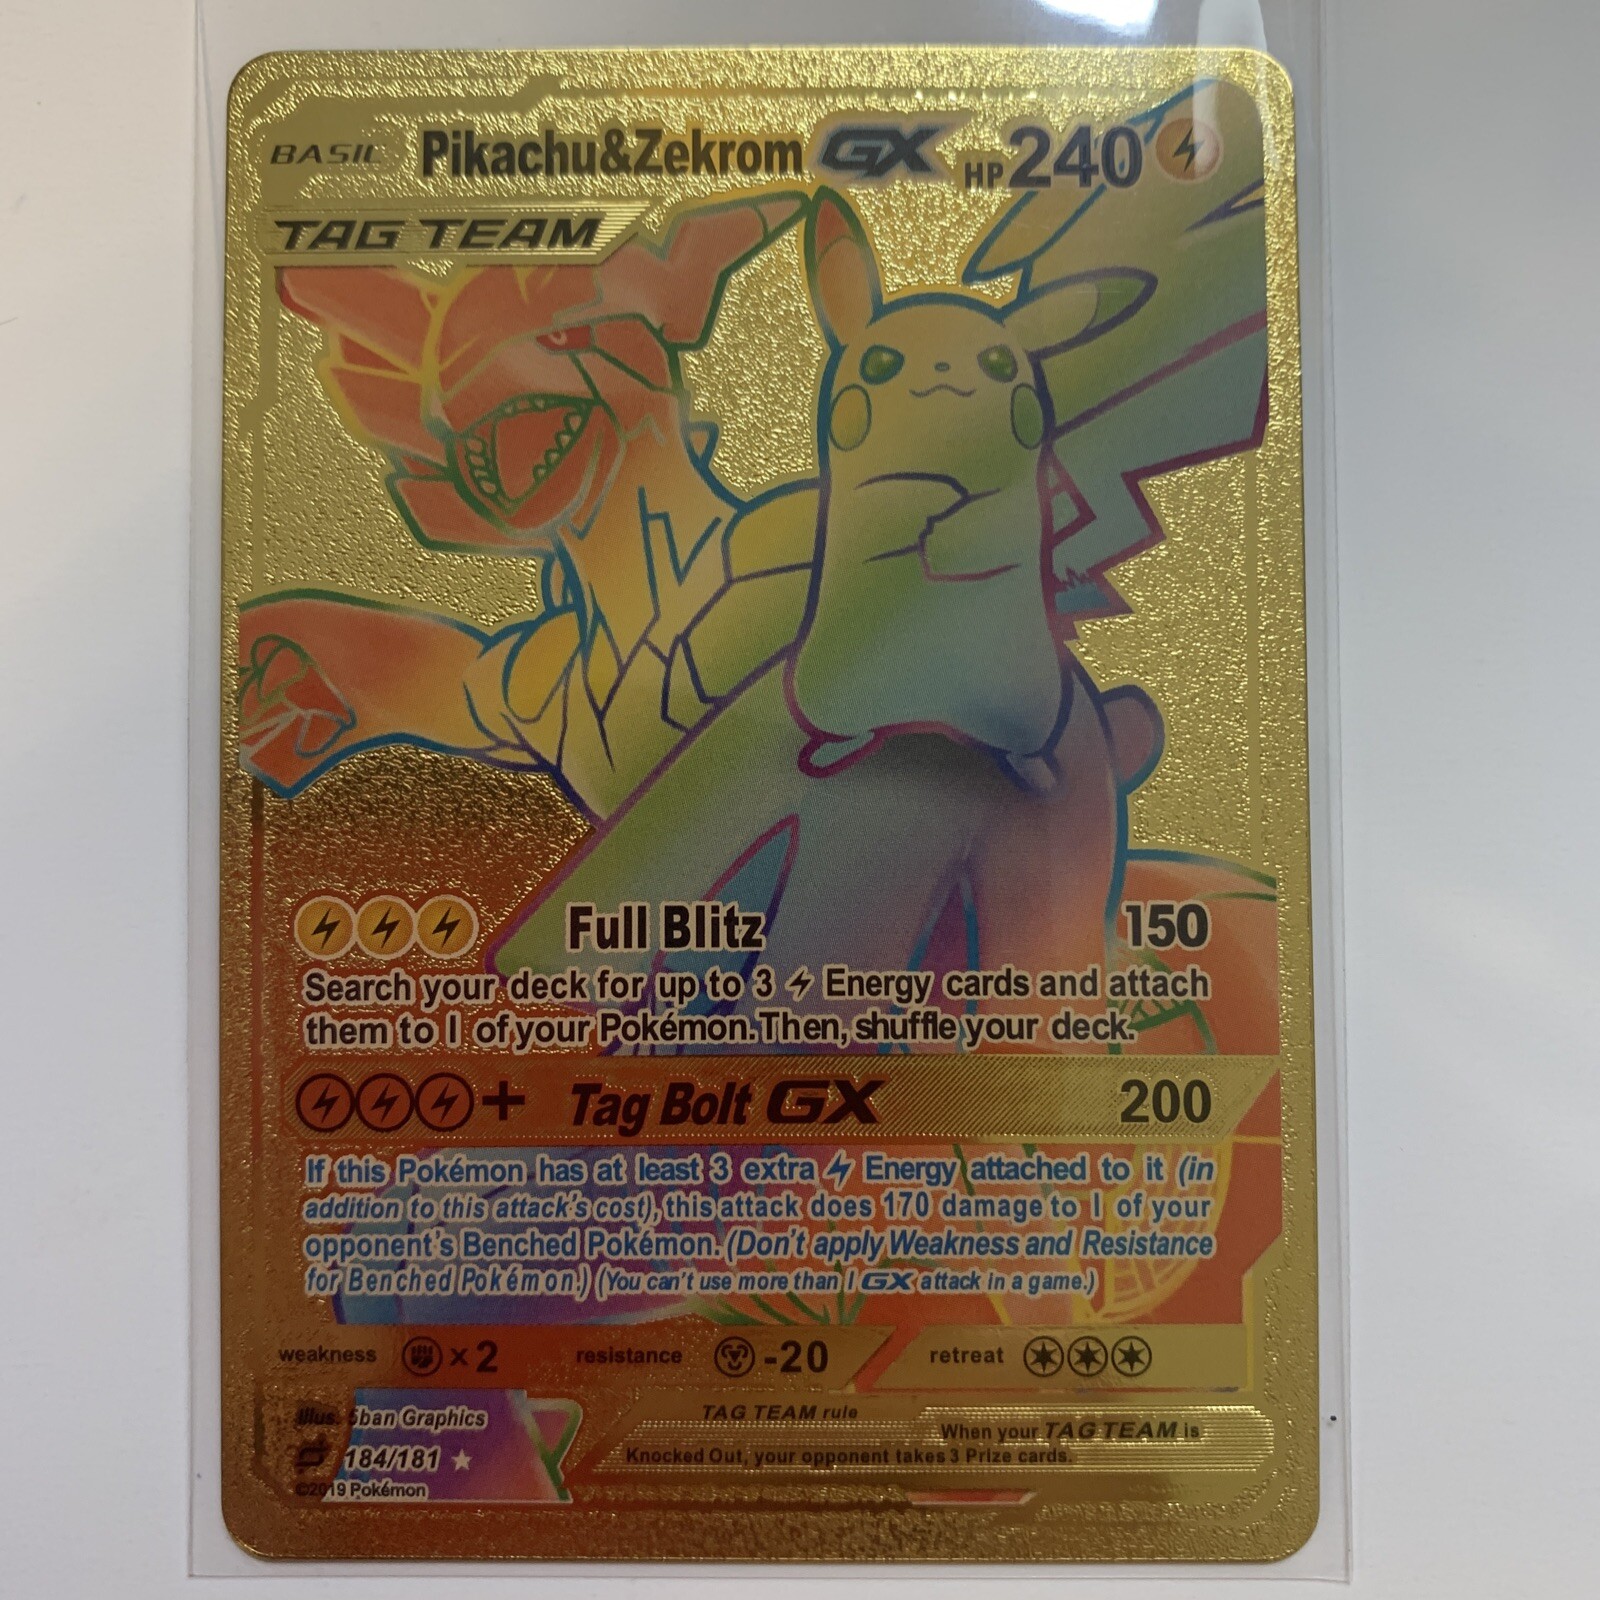 BASIC Pikachu&Zekrom GX HP 240
TAG TEAM
Full Blitz 150
Search your deck for up to 3 Energy cards and attach
them to 1 of your Pokémon. Then, shuffle your deck.
+ Tag Bolt GX 200
If this Pokémon has at least 3 extra Energy attached to it (in
addition to this attack's cost), this attack does 170 damage to 1 of your
opponent's Benched Pokémon. (Don't apply Weakness and Resistance
for Benched Pokémon.) (You can't use more than 1 GX attack in a game.)
weakness ×2 resistance -20 retreat
Illus. 5ban Graphics
184/181 ★
©2019 Pokémon
TAG TEAM rule
When your TAG TEAM is
Knocked Out, your opponent takes 3 Prize cards.